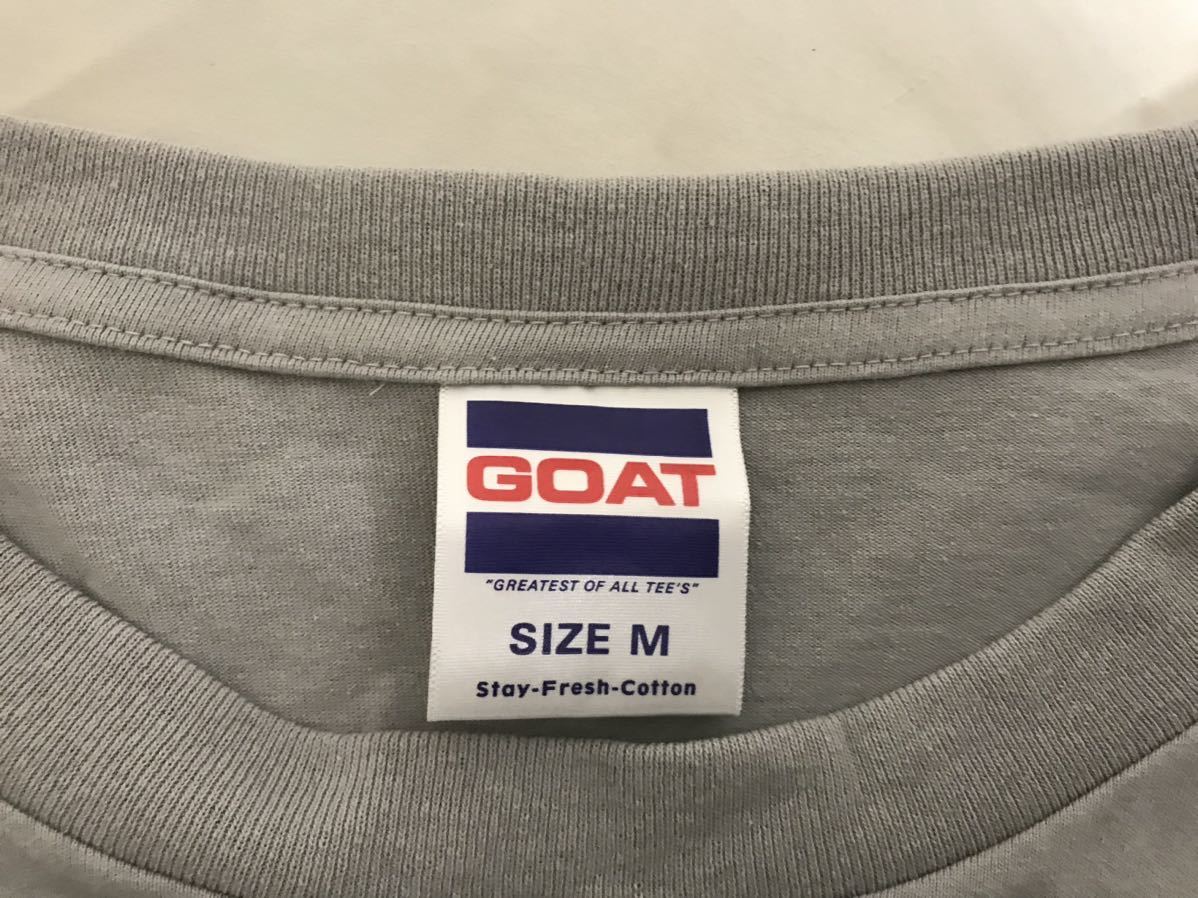 GOAT
"GREATEST OF ALL TEE'S"
SIZE M
Stay-Fresh-Cotton